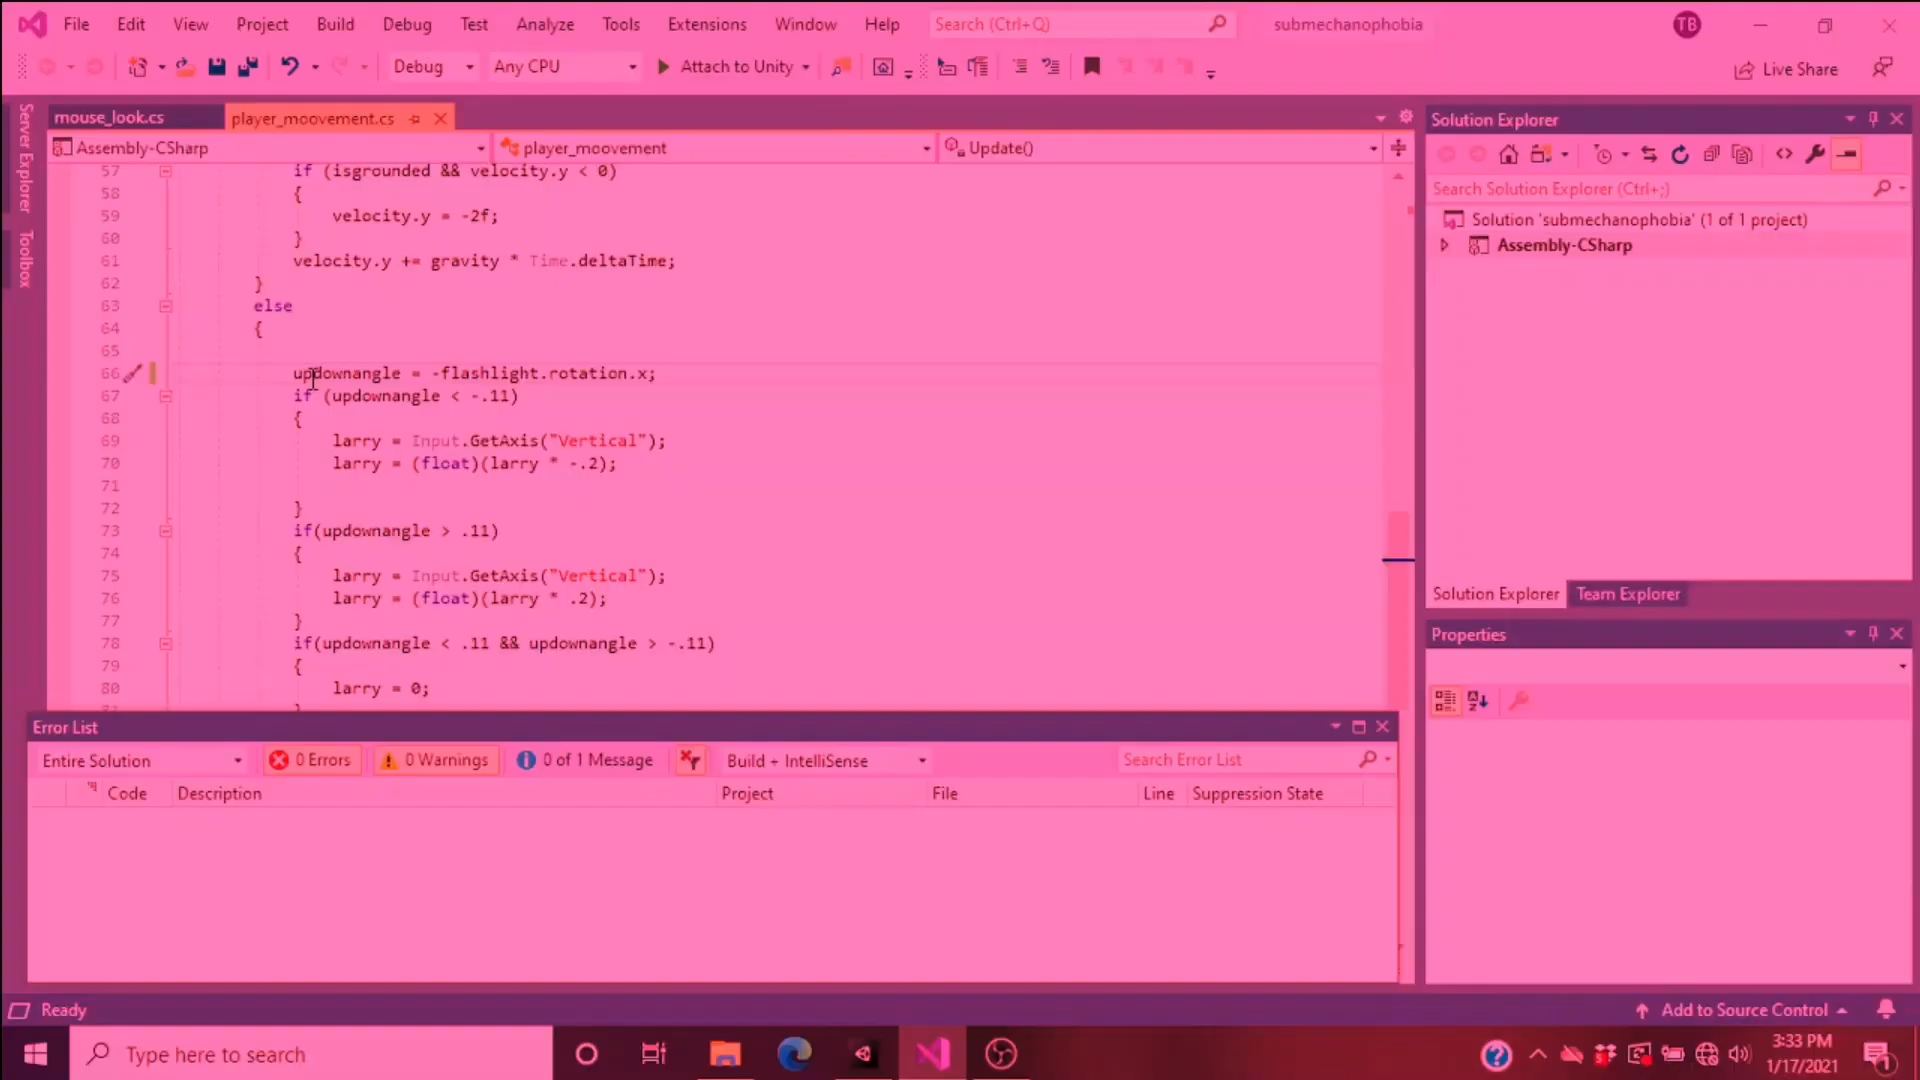 File Edit View Project Build Debug Test Analyze Tools Extensions Window Help Search (Ctrl+Q) submechanophobia TB
Debug Any CPU Attach to Unity Live Share
Server Explorer
Toolbox
mouse_look.cs player_moovement.cs
Assembly-CSharp player_moovement Update()
57 if (isgrounded && velocity.y < 0)
58 {
59 velocity.y = -2f;
60 }
61 velocity.y += gravity * Time.deltaTime;
62 }
63 else
64 {
65
66 updownangle = -flashlight.rotation.x;
67 if (updownangle < -.11)
68 {
69 larry = Input.GetAxis("Vertical");
70 larry = (float)(larry * -.2);
71
72 }
73 if(updownangle > .11)
74 {
75 larry = Input.GetAxis("Vertical");
76 larry = (float)(larry * .2);
77 }
78 if(updownangle < .11 && updownangle > -.11)
79 {
80 larry = 0;
Solution Explorer
Search Solution Explorer (Ctrl+;)
Solution 'submechanophobia' (1 of 1 project)
Assembly-CSharp
Solution Explorer Team Explorer
Properties
Error List
Entire Solution 0 Errors 0 Warnings 0 of 1 Message Build + IntelliSense Search Error List
Code Description Project File Line Suppression State
Ready Add to Source Control
Type here to search
3:33 PM
1/17/2021
1